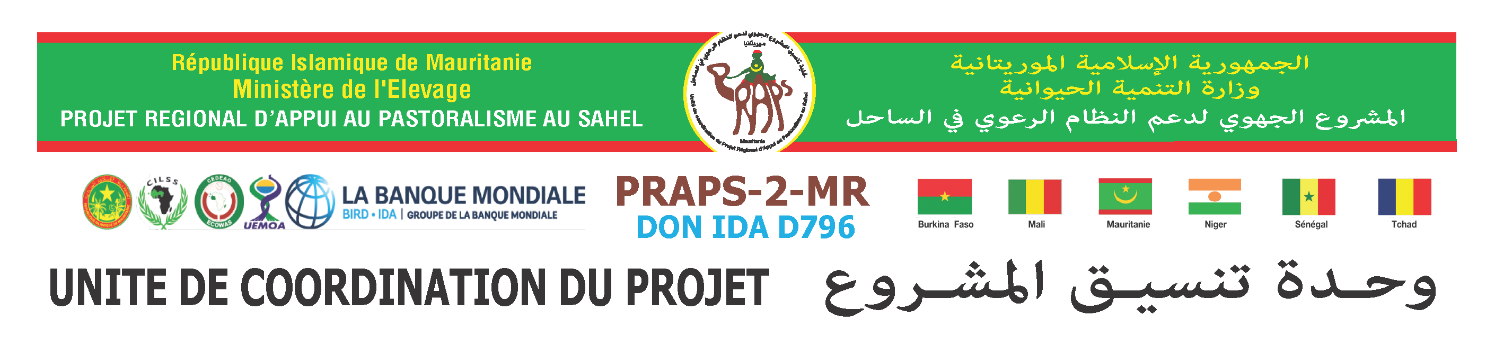 République Islamique de Mauritanie
Ministère de l'Elevage
PROJET REGIONAL D’APPUI AU PASTORALISME AU SAHEL
PRAPS
Mauritanie
الجمهورية الإسلامية الموريتانية
وزارة التنمية الحيوانية
المشروع الجهوي لدعم النظام الرعوي في الساحل
CILSS
CEDEAO
ECOWAS
UEMOA
LA BANQUE MONDIALE
BIRD • IDA | GROUPE DE LA BANQUE MONDIALE
PRAPS-2-MR
DON IDA D796
Burkina Faso
Mali
Mauritanie
Niger
Sénégal
Tchad
UNITE DE COORDINATION DU PROJET
وحـدة تنسيـق المشـروع